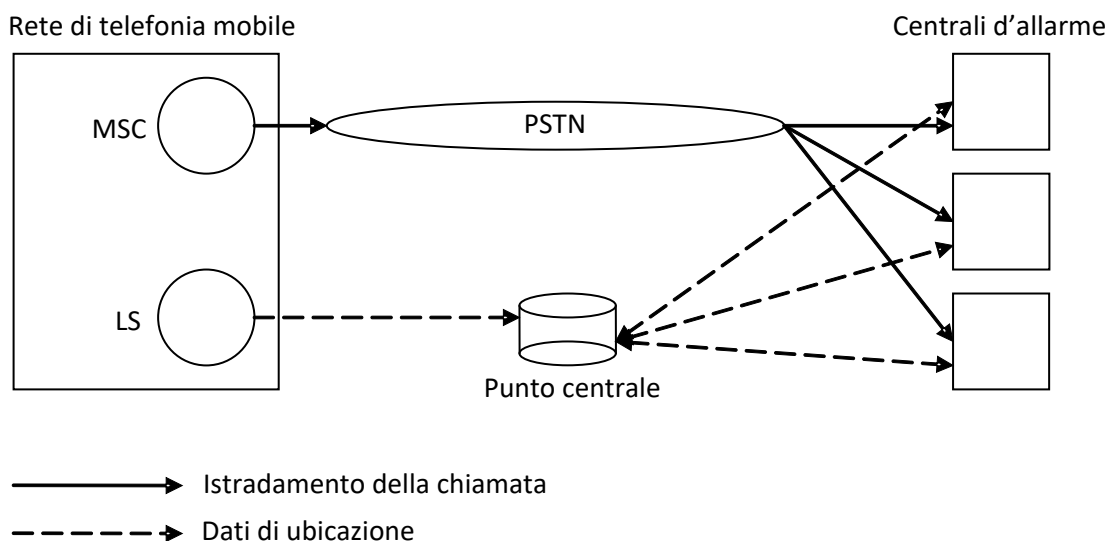 Rete di telefonia mobile
Centrali d’allarme
MSC
PSTN
LS
Punto centrale
Istradamento della chiamata
Dati di ubicazione